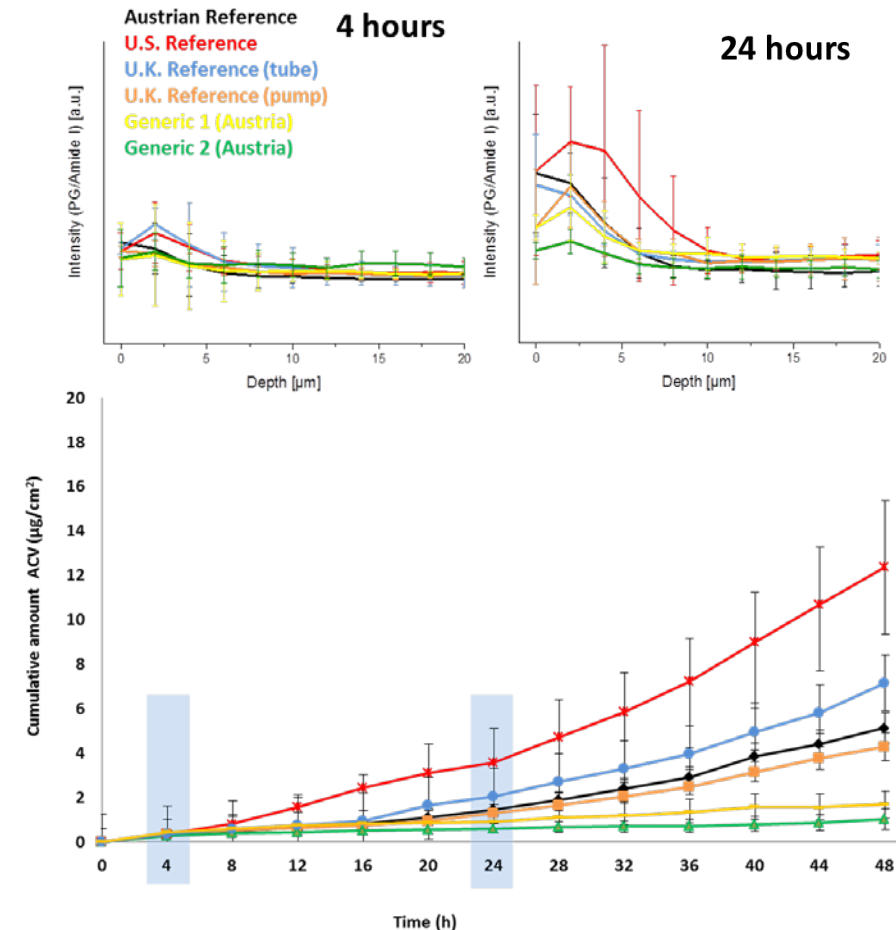 Austrian Reference
U.S. Reference
U.K. Reference (tube)
U.K. Reference (pump)
Generic 1 (Austria)
Generic 2 (Austria)
4 hours
24 hours
Intensity (PG/Amide I) [a.u.]
0 5 10 15 20
Depth [µm]
Intensity (PG/Amide I) [a.u.]
0 5 10 15 20
Depth [µm]
Cumulative amount ACV (µg/cm²)
20
18
16
14
12
10
8
6
4
2
0
0 4 8 12 16 20 24 28 32 36 40 44 48
Time (h)